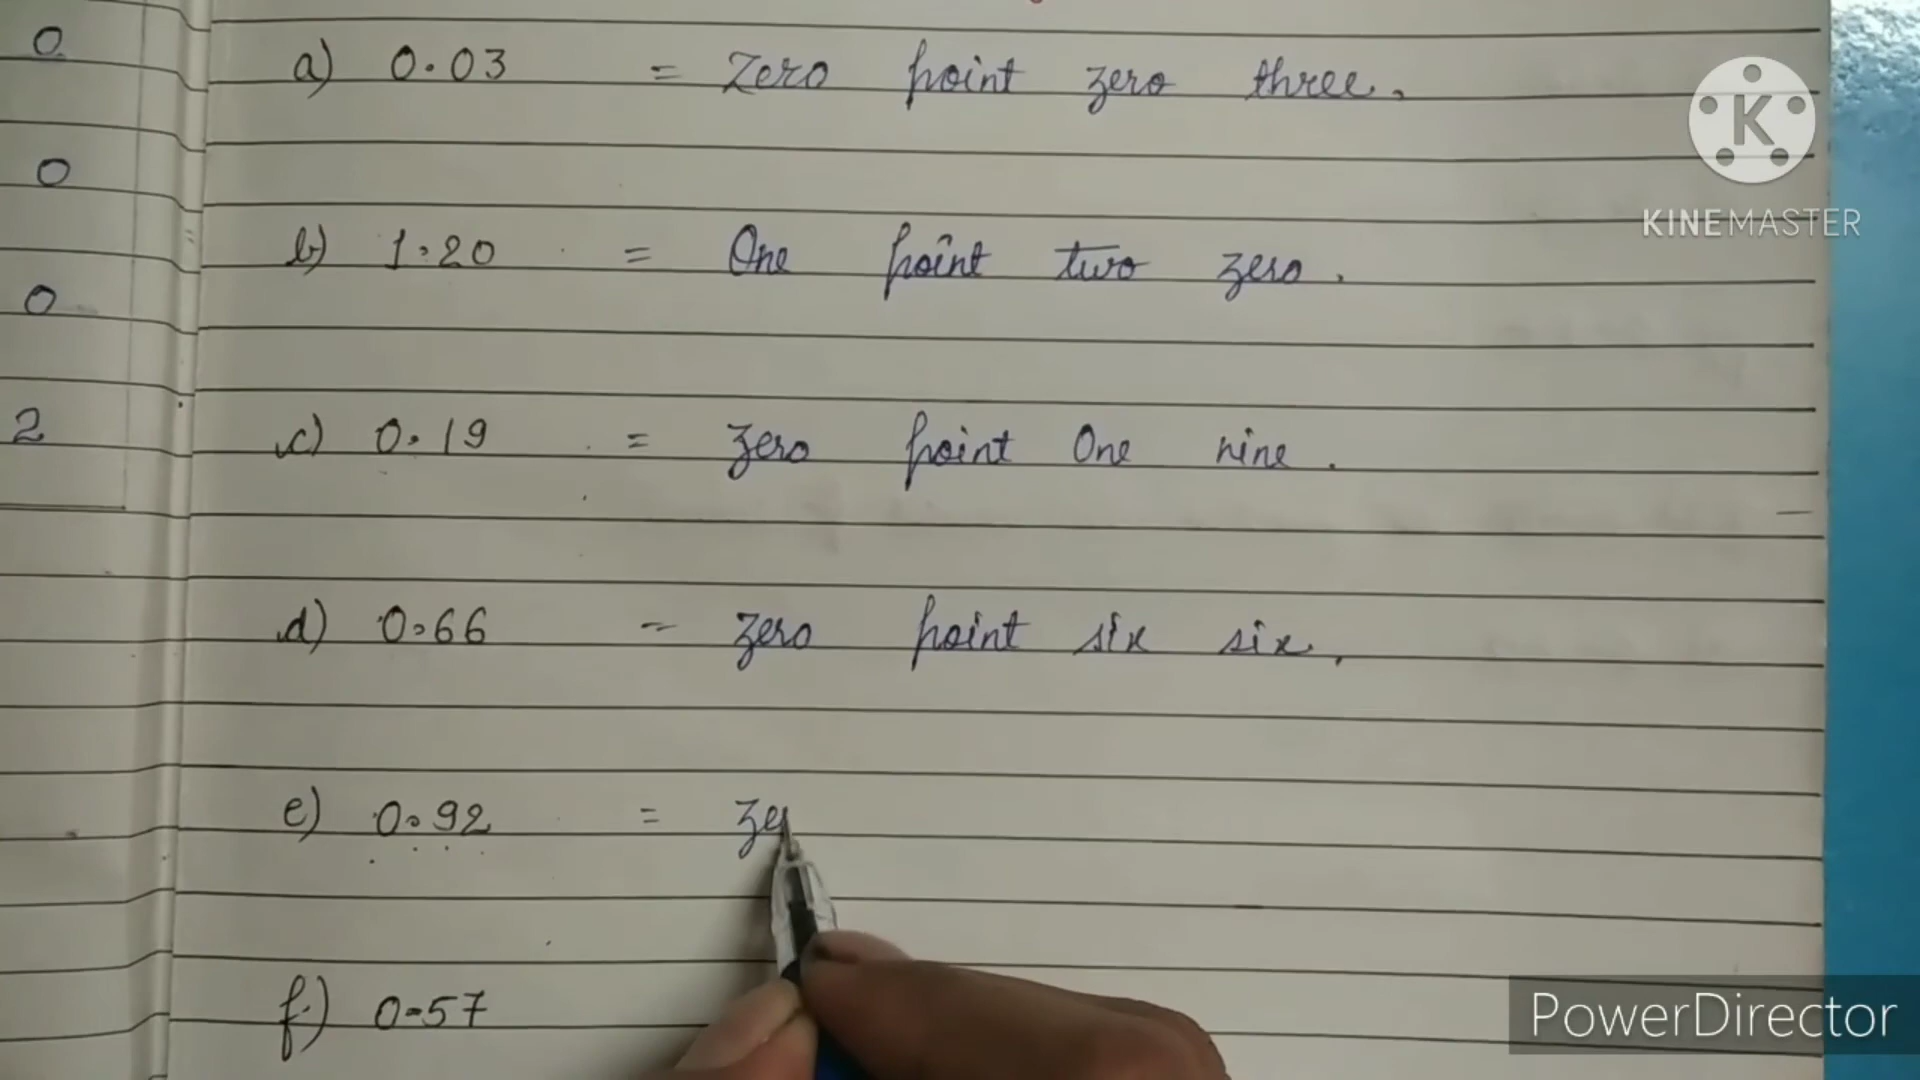 0
a) 0.03 = Zero point zero three.
0
b) 1.20 = One point two zero.
0
2
c) 0.19 = zero point One nine.
d) 0.66 = zero point six six.
e) 0.92 = ze
f) 0.57
K
KINEMASTER
PowerDirector